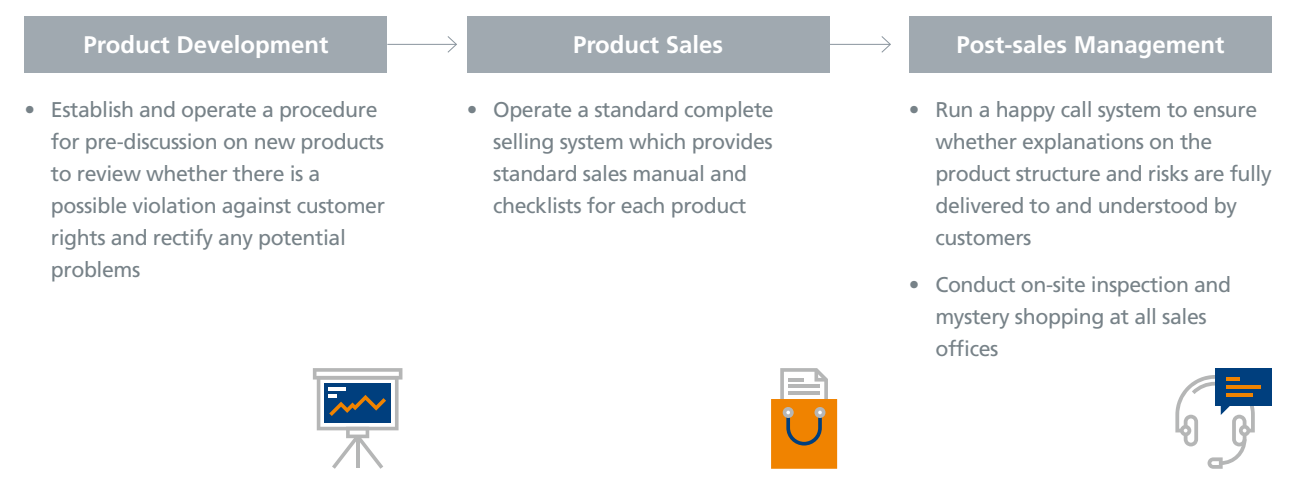 Product Development
• Establish and operate a procedure
for pre-discussion on new products
to review whether there is a
possible violation against customer
rights and rectify any potential
problems
Product Sales
• Operate a standard complete
selling system which provides
standard sales manual and
checklists for each product
Post-sales Management
• Run a happy call system to ensure
whether explanations on the
product structure and risks are fully
delivered to and understood by
customers
• Conduct on-site inspection and
mystery shopping at all sales
offices